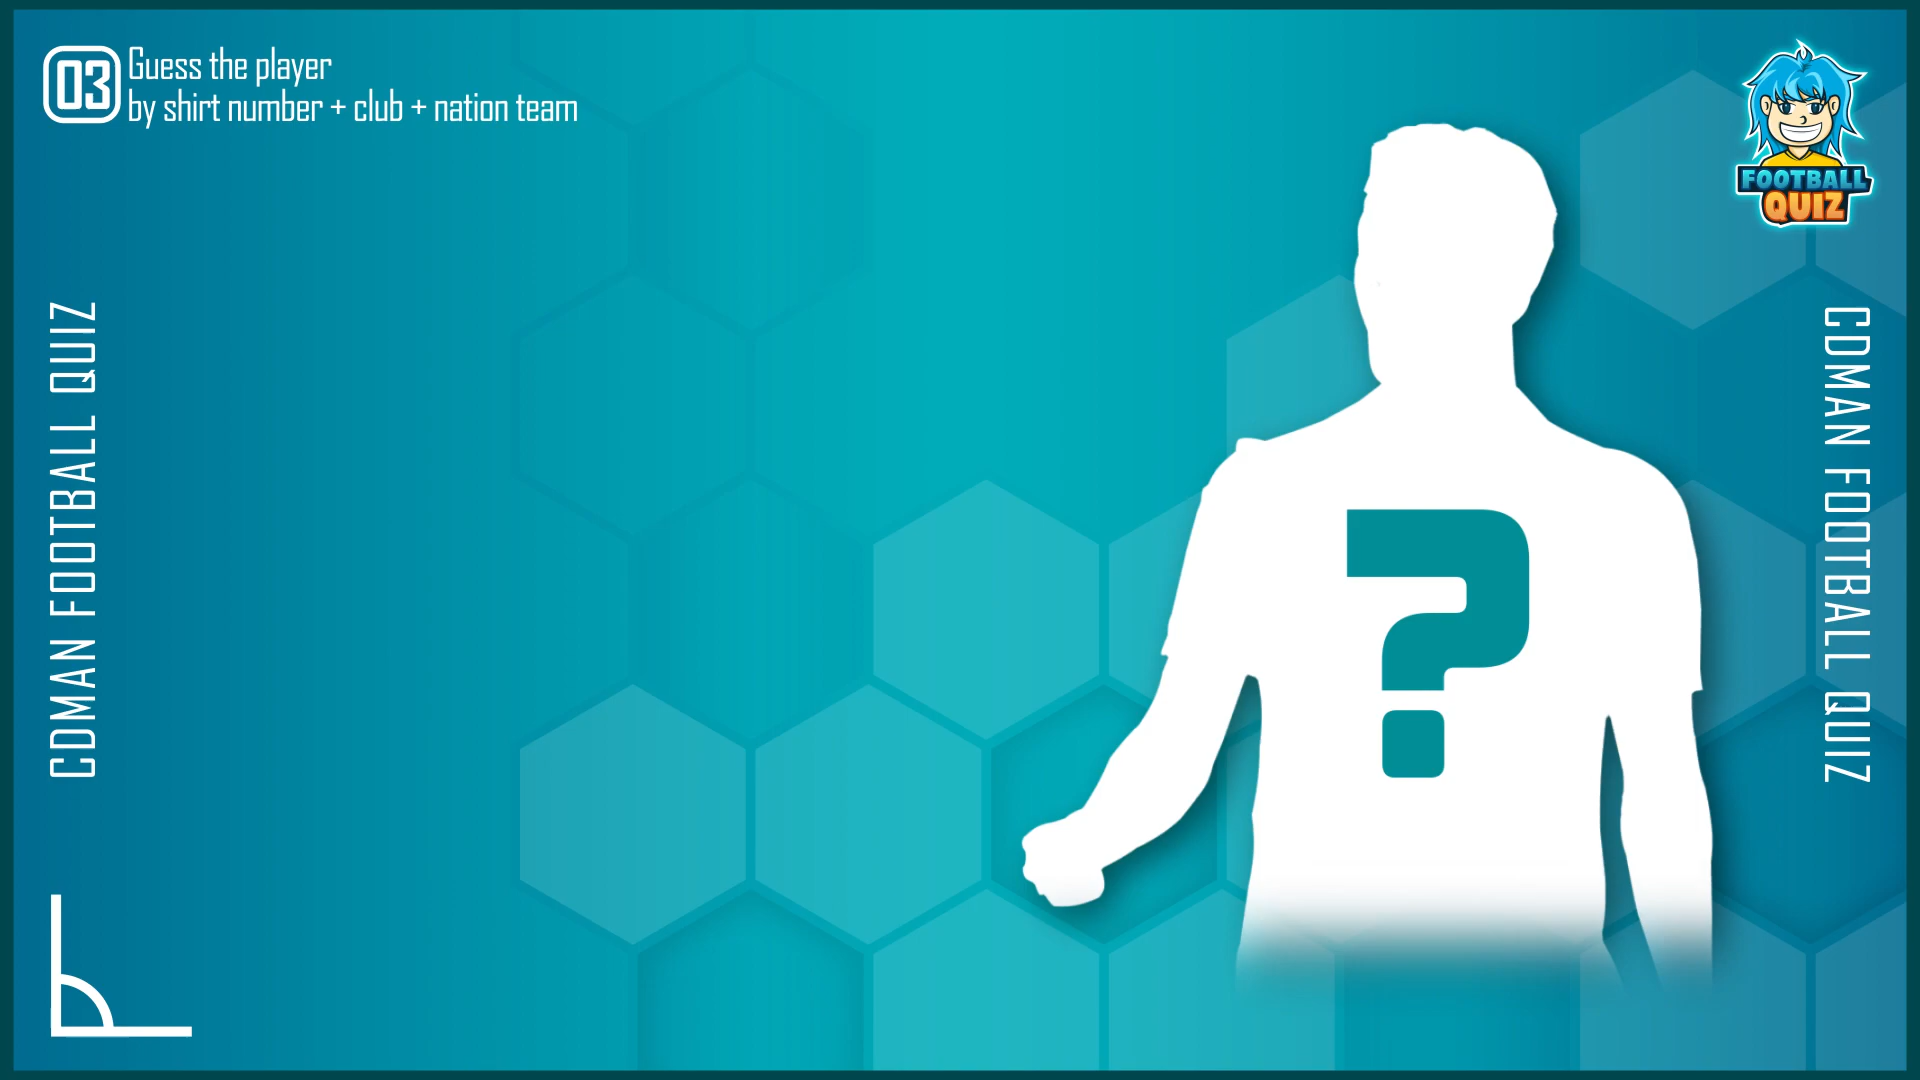 03
Guess the player
by shirt number + club + nation team
FOOTBALL
QUIZ
CDMAN FOOTBALL QUIZ
CDMAN FOOTBALL QUIZ
?